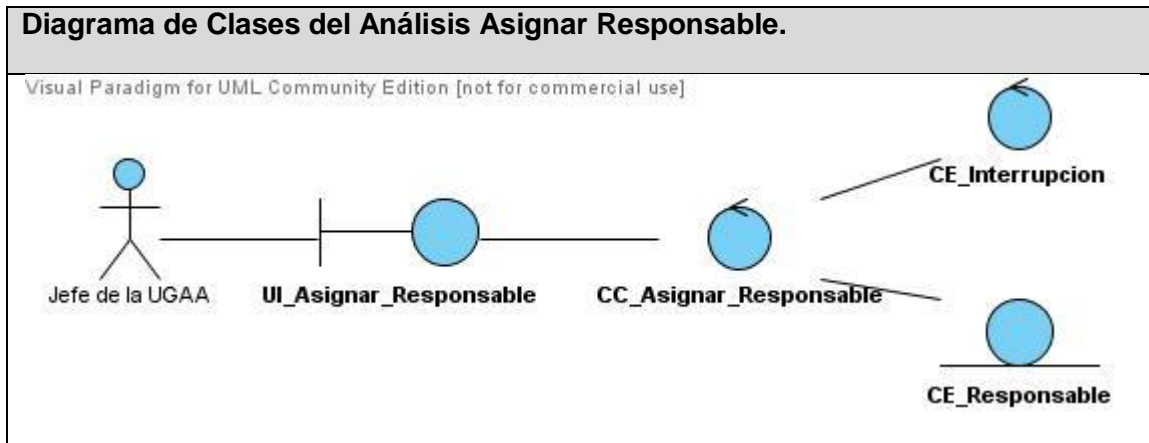 Diagrama de Clases del Análisis Asignar Responsable.
Visual Paradigm for UML Community Edition [not for commercial use]
CE_Interrupcion
Jefe de la UGAA
UI_Asignar_Responsable
CC_Asignar_Responsable
CE_Responsable